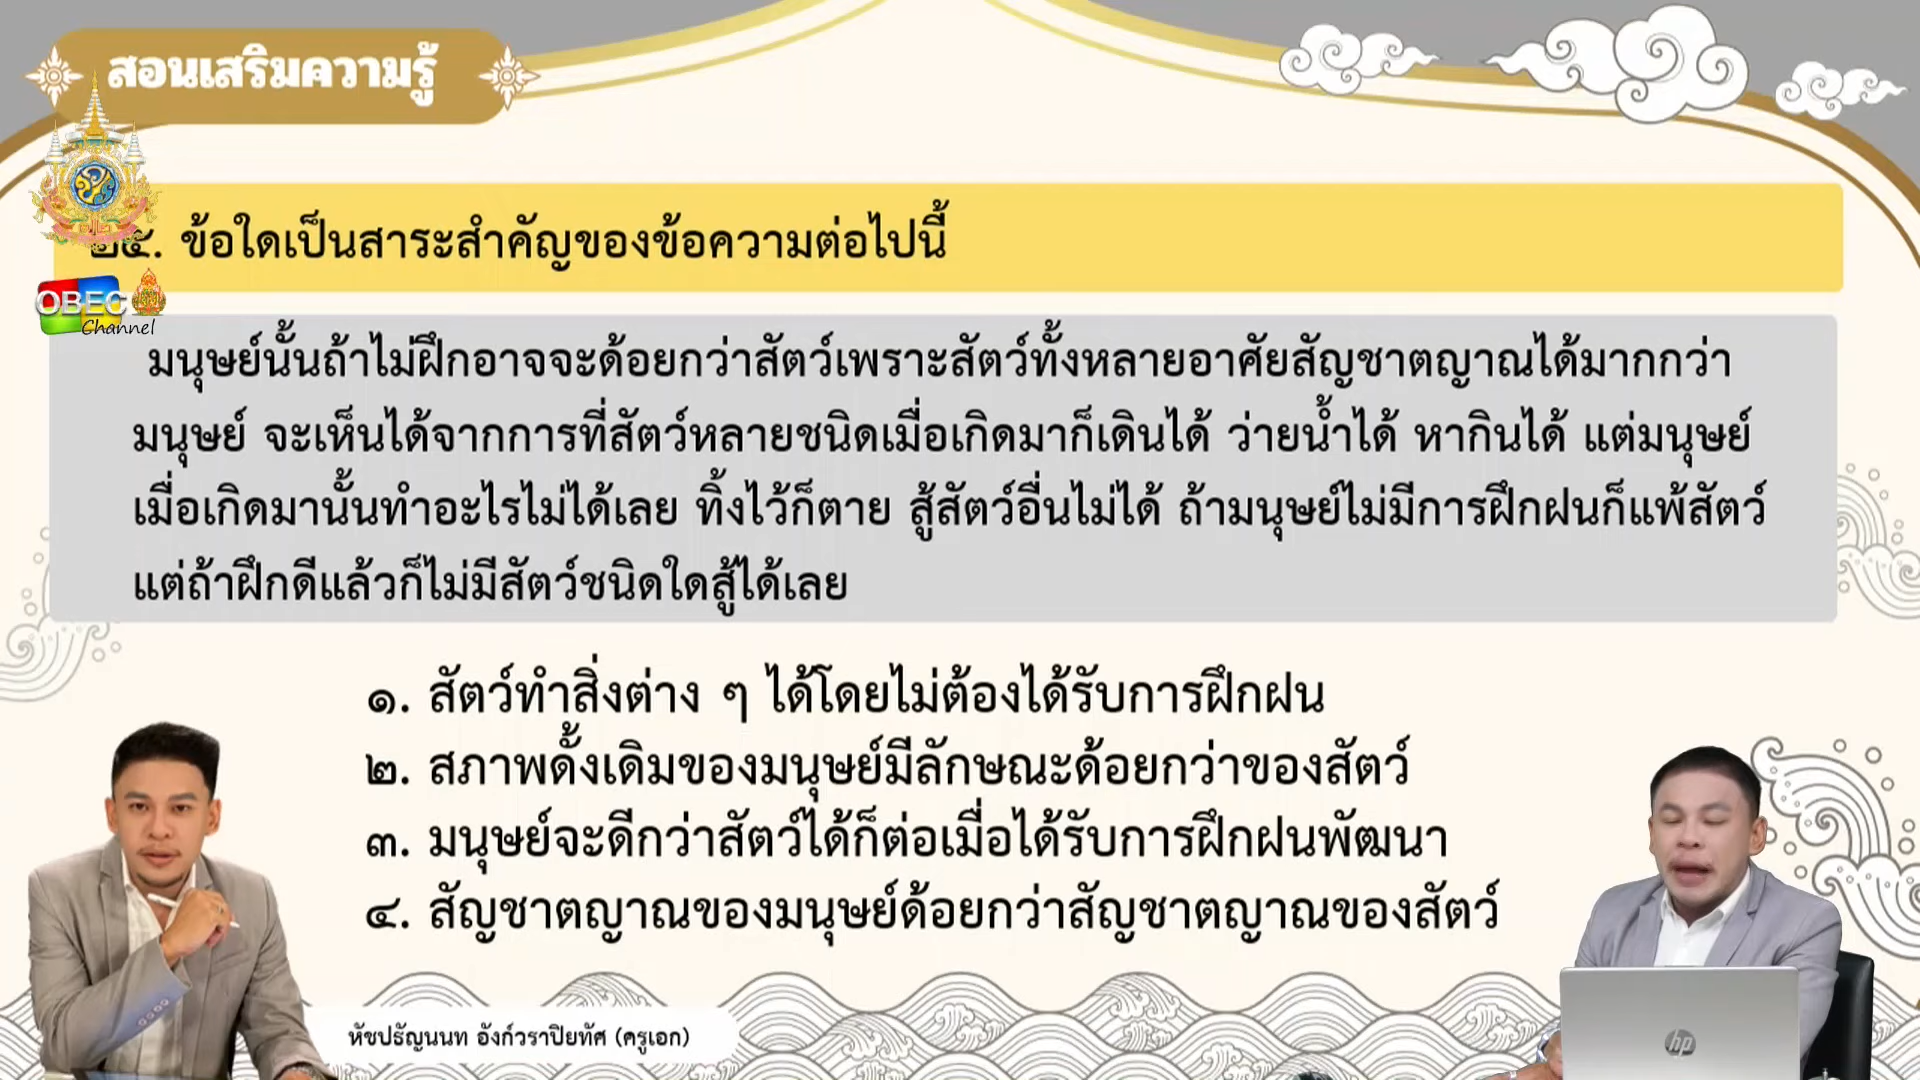 สอนเสริมความรู้
๒๔. ข้อใดเป็นสาระสำคัญของข้อความต่อไปนี้
OBEC
Channel
มนุษย์นั้นถ้าไม่ฝึกอาจจะด้อยกว่าสัตว์เพราะสัตว์ทั้งหลายอาศัยสัญชาตญาณได้มากกว่า
มนุษย์ จะเห็นได้จากการที่สัตว์หลายชนิดเมื่อเกิดมาก็เดินได้ ว่ายน้ำได้ หากินได้ แต่มนุษย์
เมื่อเกิดมานั้นทำอะไรไม่ได้เลย ทิ้งไว้ก็ตาย สู้สัตว์อื่นไม่ได้ ถ้ามนุษย์ไม่มีการฝึกฝนก็แพ้สัตว์
แต่ถ้าฝึกดีแล้วก็ไม่มีสัตว์ชนิดใดสู้ได้เลย
๑. สัตว์ทำสิ่งต่าง ๆ ได้โดยไม่ต้องได้รับการฝึกฝน
๒. สภาพดั้งเดิมของมนุษย์มีลักษณะด้อยกว่าของสัตว์
๓. มนุษย์จะดีกว่าสัตว์ได้ก็ต่อเมื่อได้รับการฝึกฝนพัฒนา
๔. สัญชาตญาณของมนุษย์ด้อยกว่าสัญชาตญาณของสัตว์
หัชปรัญนนท อังก์วราปิยทัศ (ครูเอก)
hp